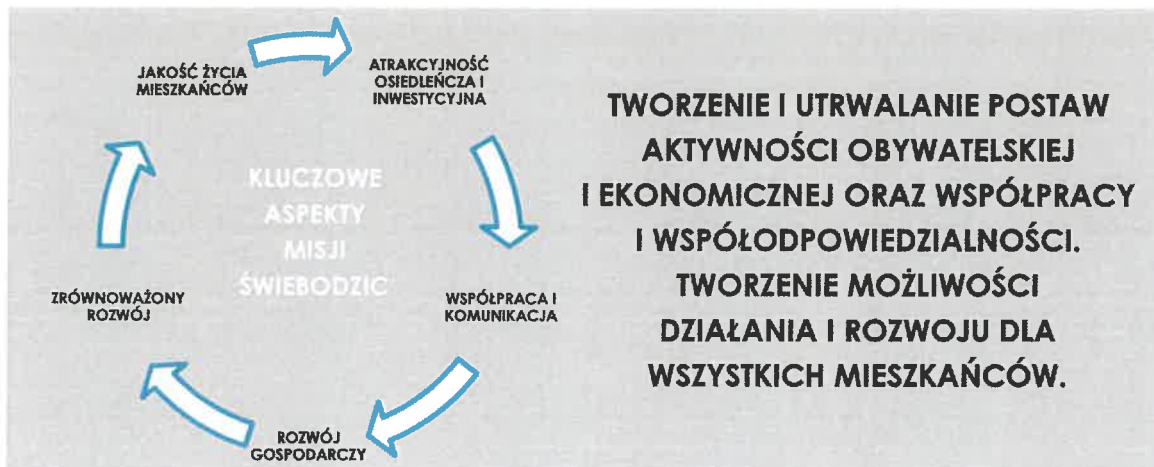 JAKOŚĆ ŻYCIA
MIESZKAŃCÓW
ATRAKCYJNOŚĆ
OSIEDLEŃCZA I
INWESTYCYJNA
WSPÓŁPRACA I
KOMUNIKACJA
ROZWÓJ
GOSPODARCZY
ZRÓWNOWAŻONY
ROZWÓJ
KLUCZOWE
ASPEKTY
MISJI
ŚWIEBODZIC
TWORZENIE I UTRWALANIE POSTAW
AKTYWNOŚCI OBYWATELSKIEJ
I EKONOMICZNEJ ORAZ WSPÓŁPRACY
I WSPÓŁODPOWIEDZIALNOŚCI.
TWORZENIE MOŻLIWOŚCI
DZIAŁANIA I ROZWOJU DLA
WSZYSTKICH MIESZKAŃCÓW.